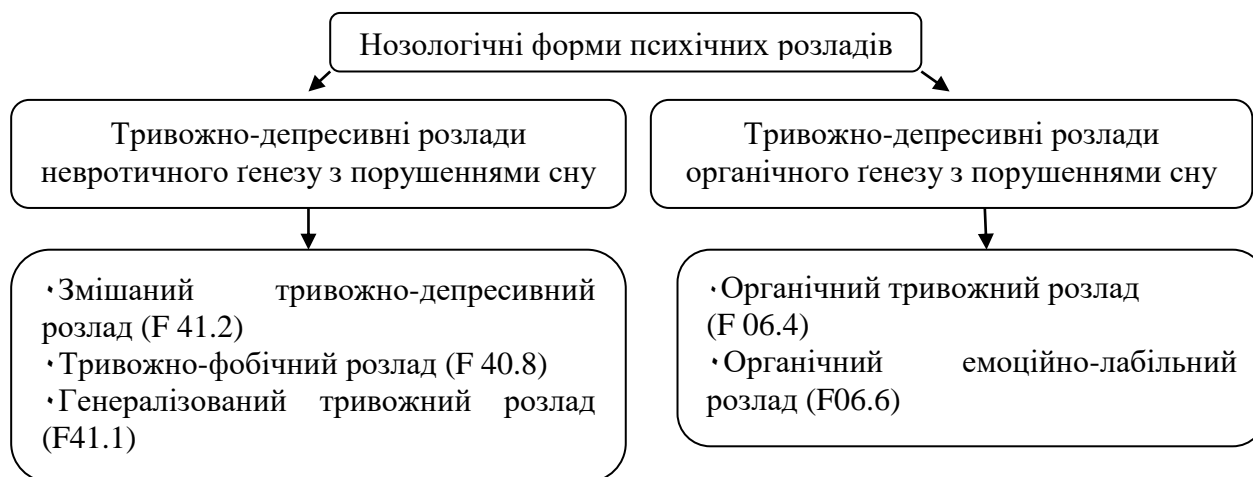 Нозологічні форми психічних розладів
Тривожно-депресивні розлади
невротичного ґенезу з порушеннями сну
Тривожно-депресивні розлади
органічного ґенезу з порушеннями сну
·Змішаний тривожно-депресивний
розлад (F 41.2)
·Тривожно-фобічний розлад (F 40.8)
·Генералізований тривожний розлад
(F41.1)
·Органічний тривожний розлад
(F 06.4)
·Органічний емоційно-лабільний
розлад (F06.6)